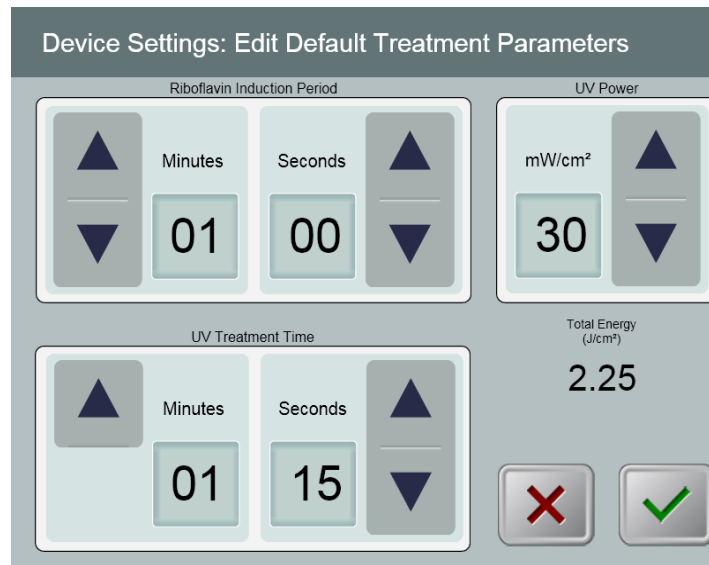 Device Settings: Edit Default Treatment Parameters
Riboflavin Induction Period
Minutes
Seconds
01
00
UV Power
mW/cm²
30
UV Treatment Time
Minutes
Seconds
01
15
Total Energy
(J/cm²)
2.25